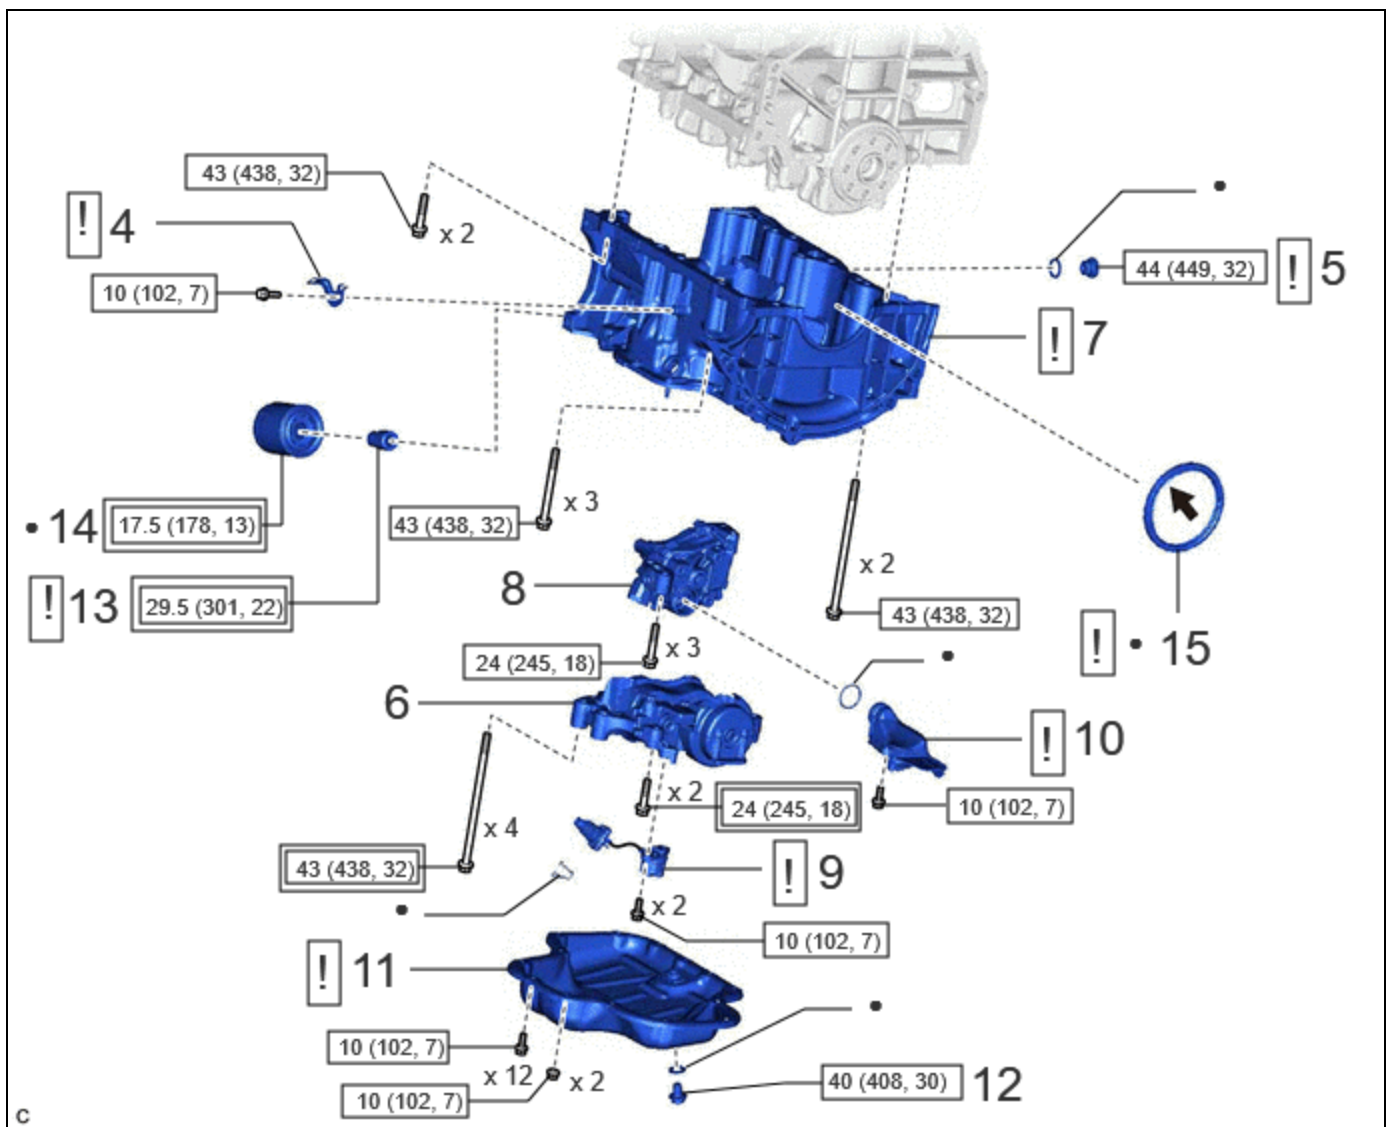 43 (438, 32)
x 2
! 4
10 (102, 7)
•
44 (449, 32)
! 5
! 7
43 (438, 32)
x 3
• 14
17.5 (178, 13)
! 13
29.5 (301, 22)
8
x 2
43 (438, 32)
x 3
24 (245, 18)
•
! • 15
6
! 10
x 2
24 (245, 18)
10 (102, 7)
x 4
43 (438, 32)
! 9
•
x 2
10 (102, 7)
! 11
•
10 (102, 7)
x 12
x 2
10 (102, 7)
40 (408, 30)
12
C